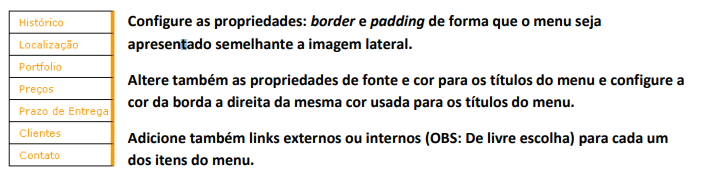 Histórico
Localização
Portfolio
Preços
Prazo de Entrega
Clientes
Contato
Configure as propriedades: border e padding de forma que o menu seja
apresentado semelhante a imagem lateral.
Altere também as propriedades de fonte e cor para os títulos do menu e configure a
cor da borda a direita da mesma cor usada para os títulos do menu.
Adicione também links externos ou internos (OBS: De livre escolha) para cada um
dos itens do menu.